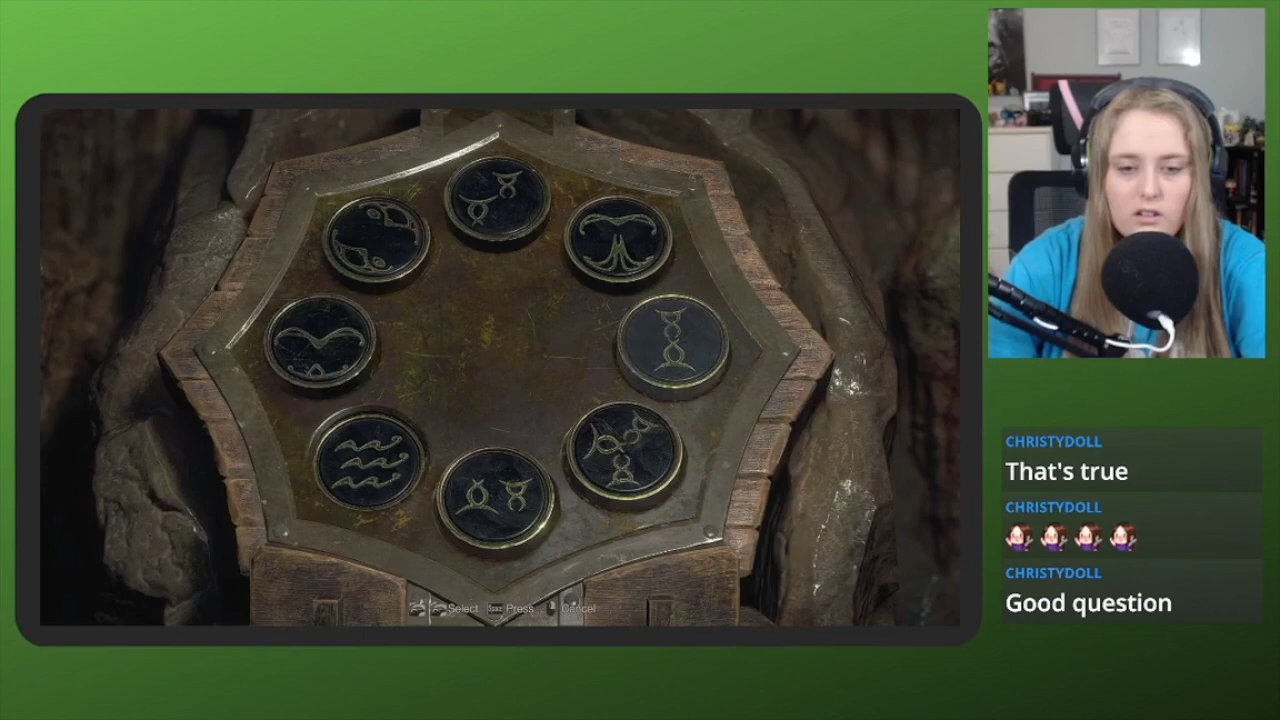 Select Press Cancel
CHRISTYDOLL
That's true
CHRISTYDOLL
CHRISTYDOLL
Good question